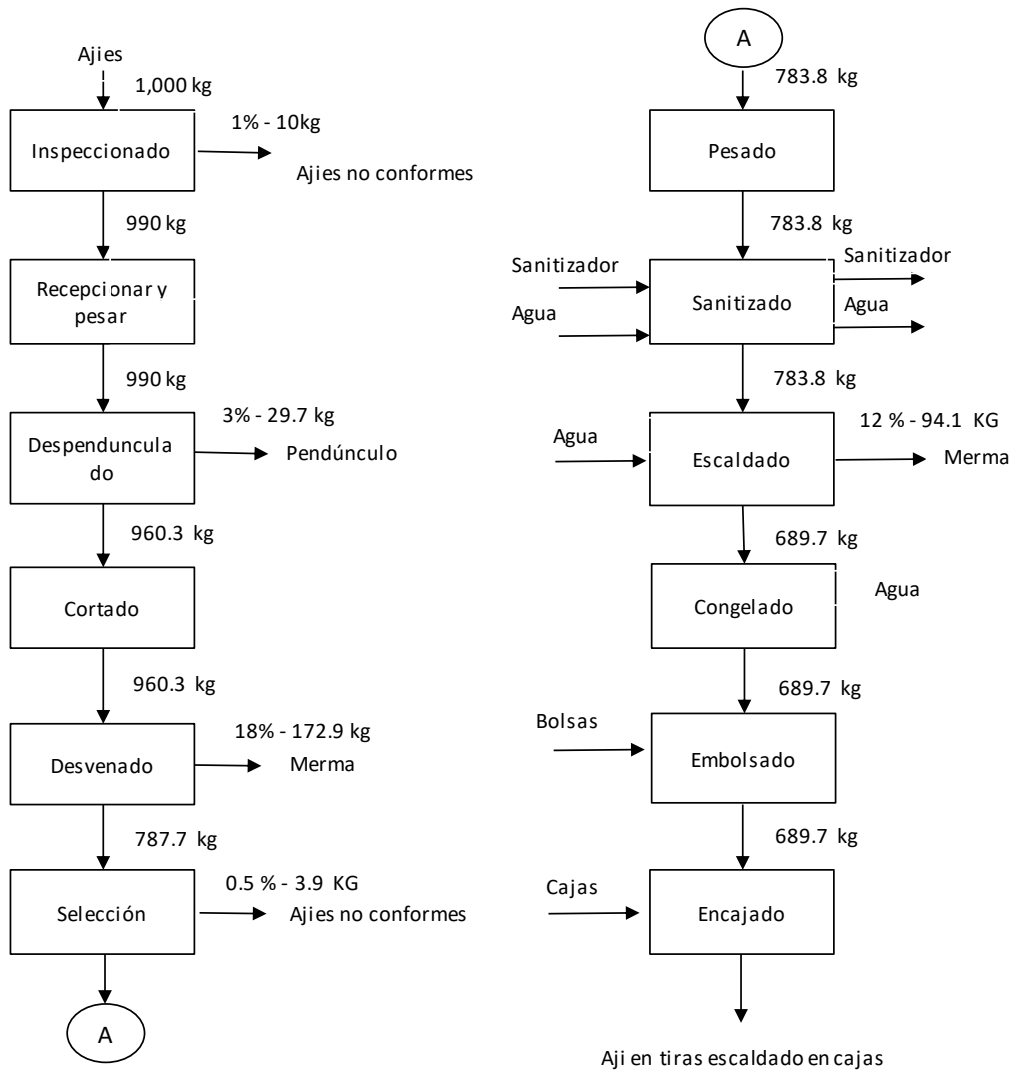 Ajies
1,000 kg
Inspeccionado
1% - 10kg
Ajies no conformes
990 kg
Recepcionar y
pesar
990 kg
Despenduncula
do
3% - 29.7 kg
Pendúnculo
960.3 kg
Cortado
960.3 kg
Desvenado
18% - 172.9 kg
Merma
787.7 kg
Selección
0.5 % - 3.9 KG
Ajies no conformes
A
A
783.8 kg
Pesado
783.8 kg
Sanitizador
Agua
Sanitizado
Sanitizador
Agua
783.8 kg
Agua
Escaldado
12 % - 94.1 KG
Merma
689.7 kg
Congelado
Agua
689.7 kg
Bolsas
Embolsado
689.7 kg
Cajas
Encajado
Aji en tiras escaldado en cajas